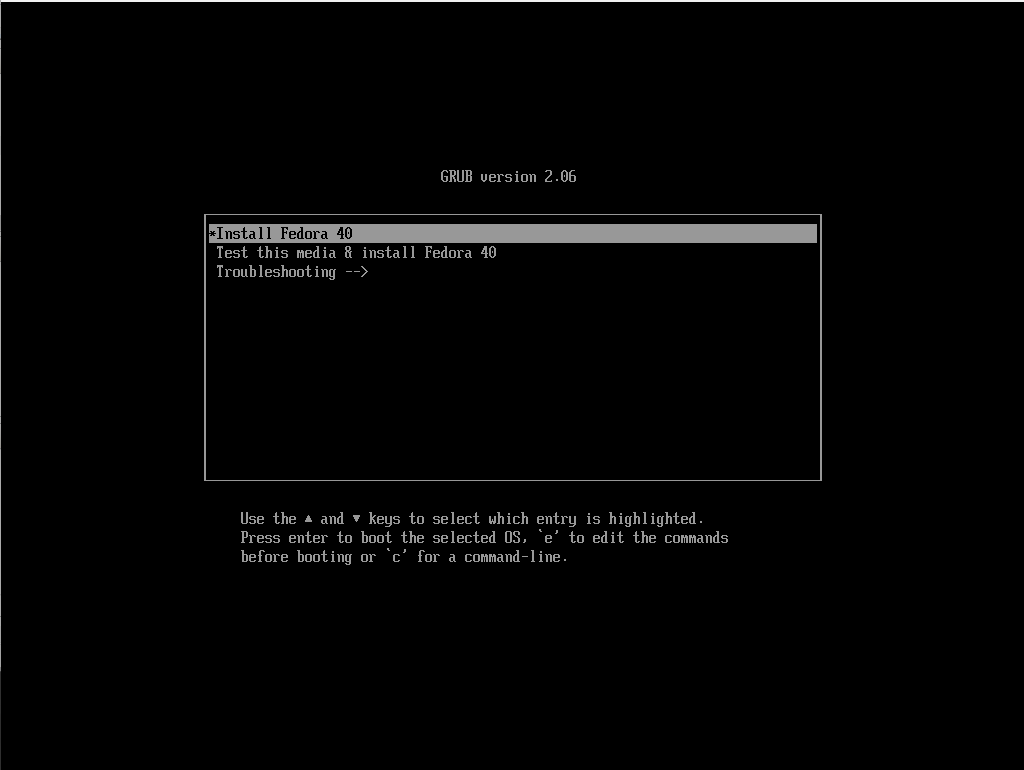 GRUB version 2.06
*Install Fedora 40
Test this media & install Fedora 40
Troubleshooting -->
Use the ▲ and ▼ keys to select which entry is highlighted.
Press enter to boot the selected OS, `e' to edit the commands
before booting or `c' for a command-line.